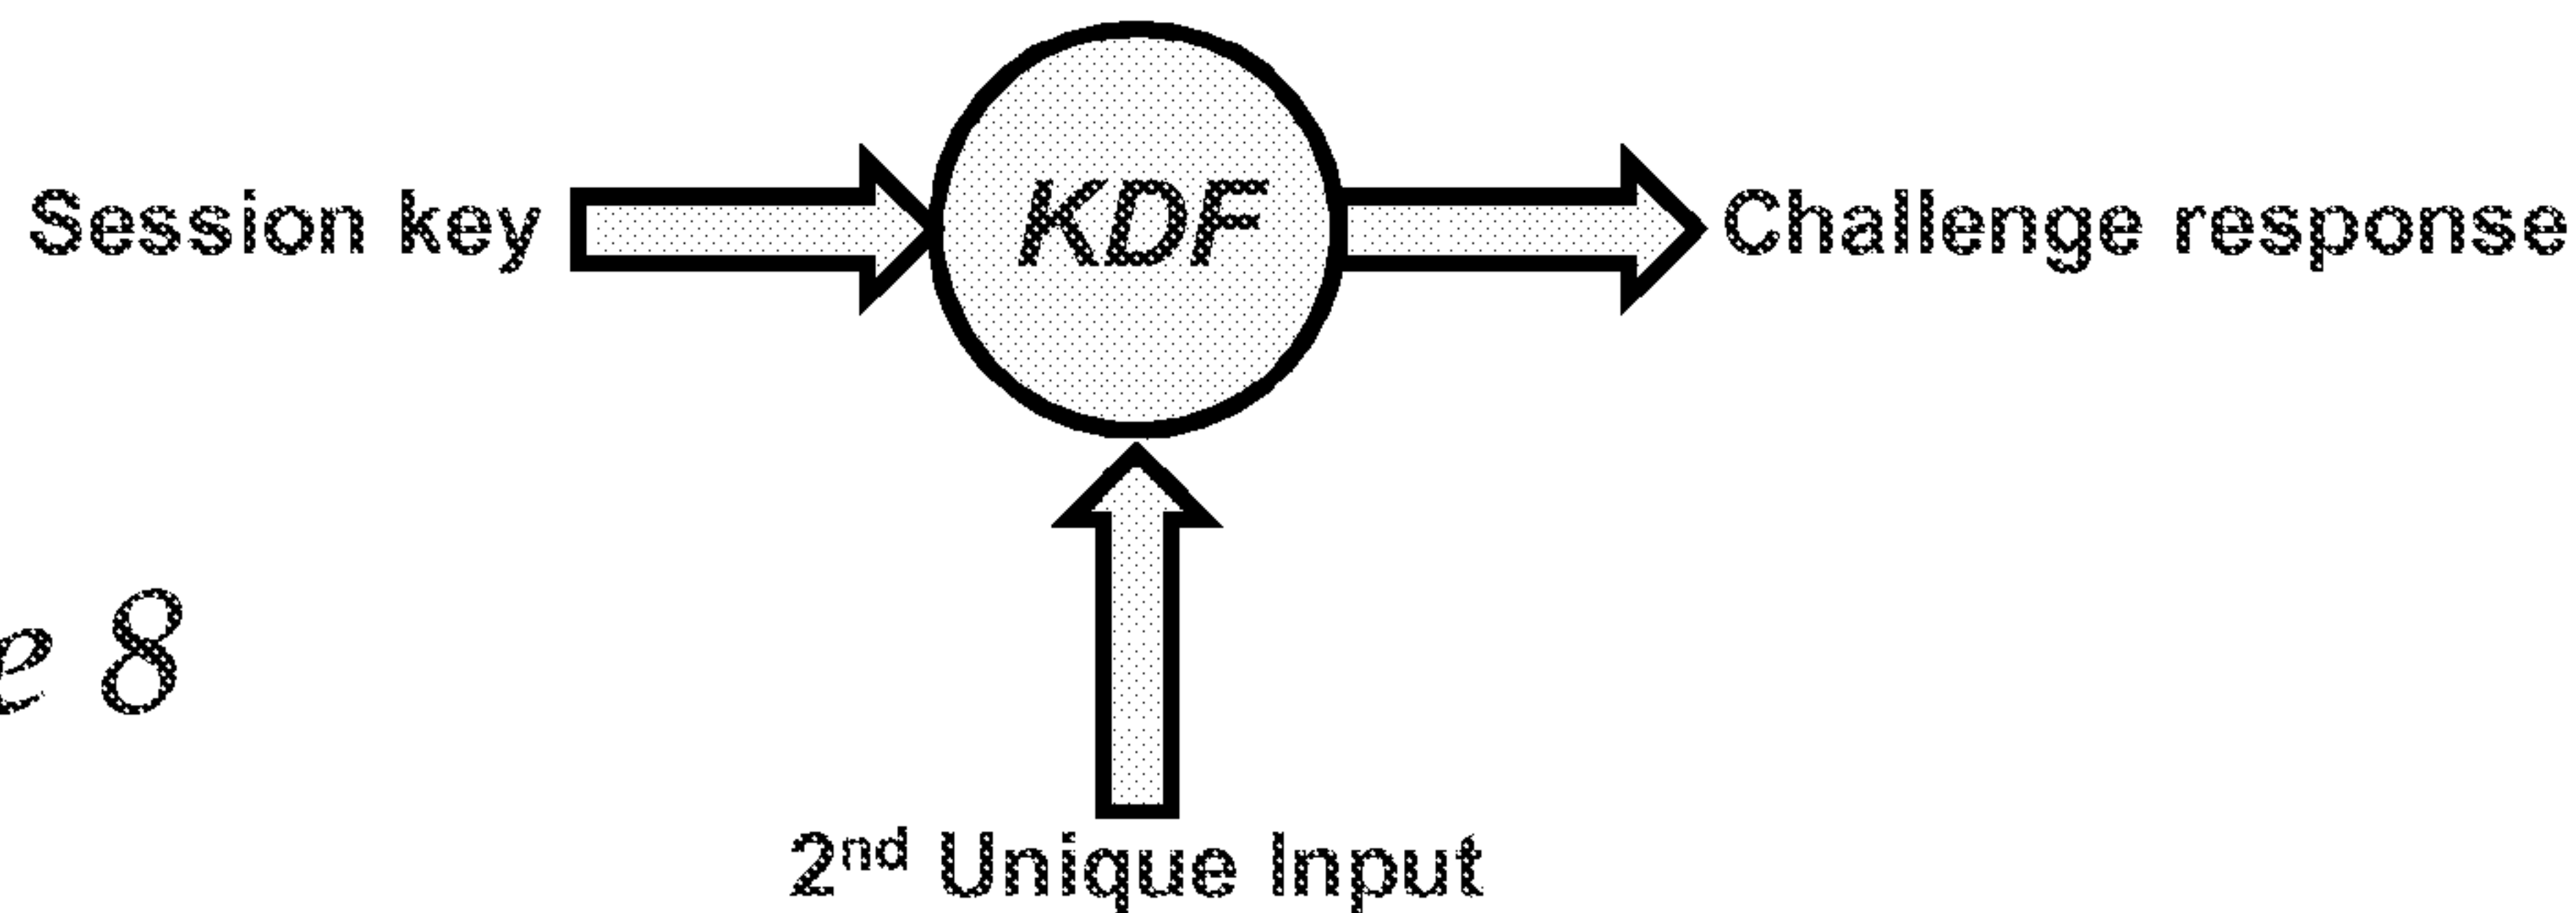 Session key
KDF
Challenge response
e 8
2nd Unique Input